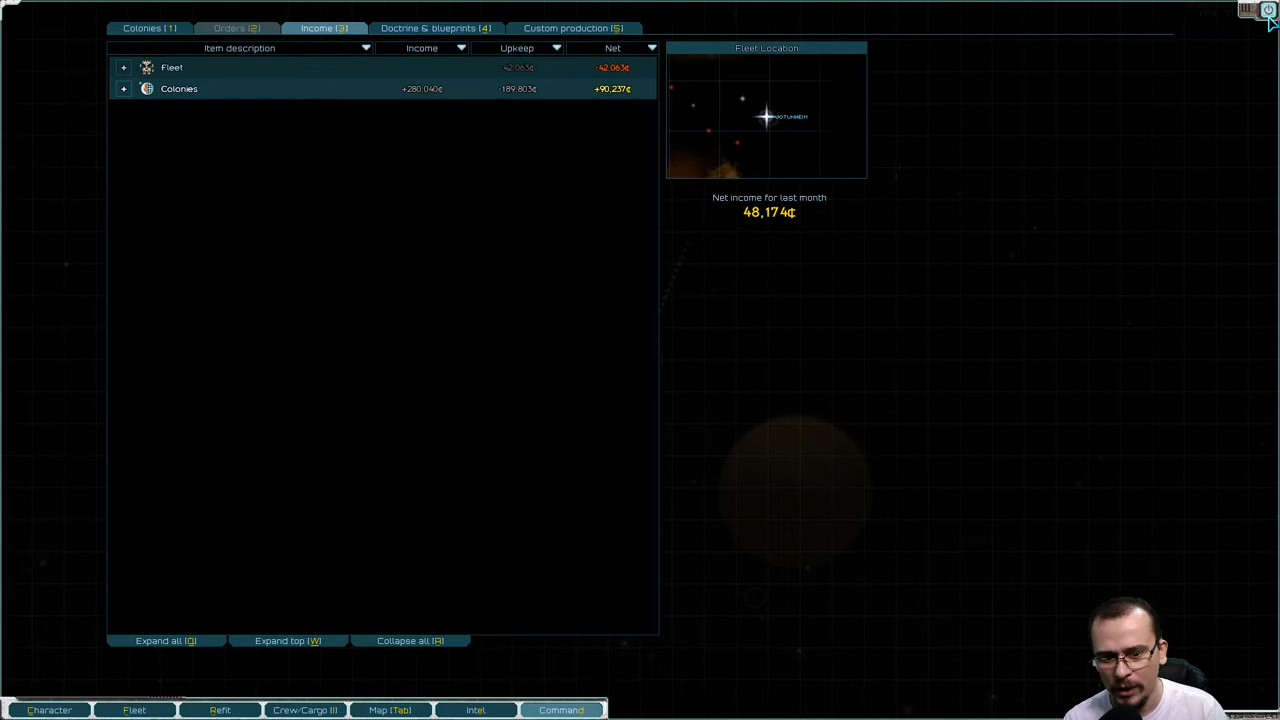 Colonies [1] Orders [2] Income [3] Doctrine & blueprints [4] Custom production [5]
Item description Income Upkeep Net
Fleet 42,063¢ -42,063¢
Colonies +280,040¢ -189,803¢ +90,237¢
Fleet Location
JOTUNHEIM
Net income for last month
48,174¢
Expand all [Q] Expand top [W] Collapse all [A]
Character Fleet Refit Crew/Cargo [I] Map [Tab] Intel Command